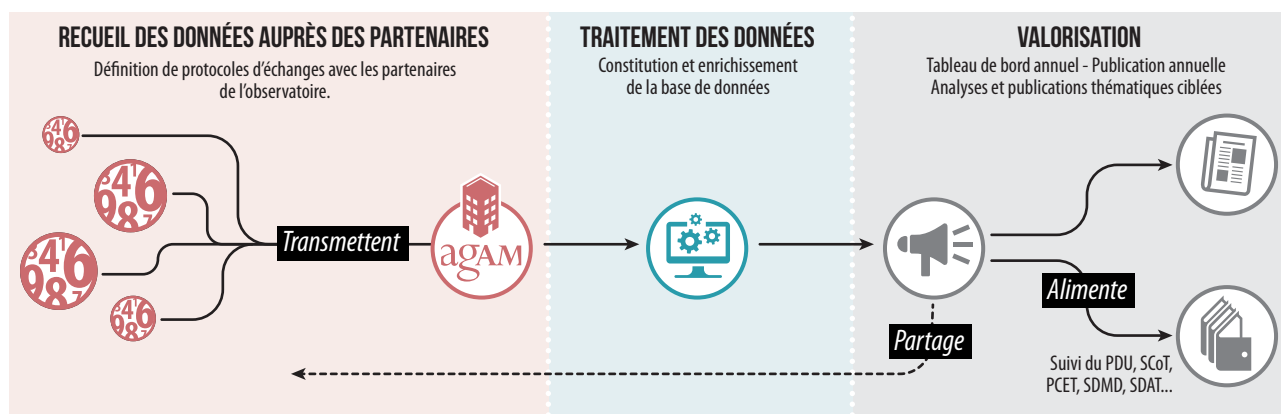 RECUEIL DES DONNÉES AUPRÈS DES PARTENAIRES
Définition de protocoles d'échanges avec les partenaires
de l'observatoire.
Transmettent
agAM
TRAITEMENT DES DONNÉES
Constitution et enrichissement
de la base de données
VALORISATION
Tableau de bord annuel - Publication annuelle
Analyses et publications thématiques ciblées
Alimente
Partage
Suivi du PDU, SCoT,
PCET, SDMD, SDAT...